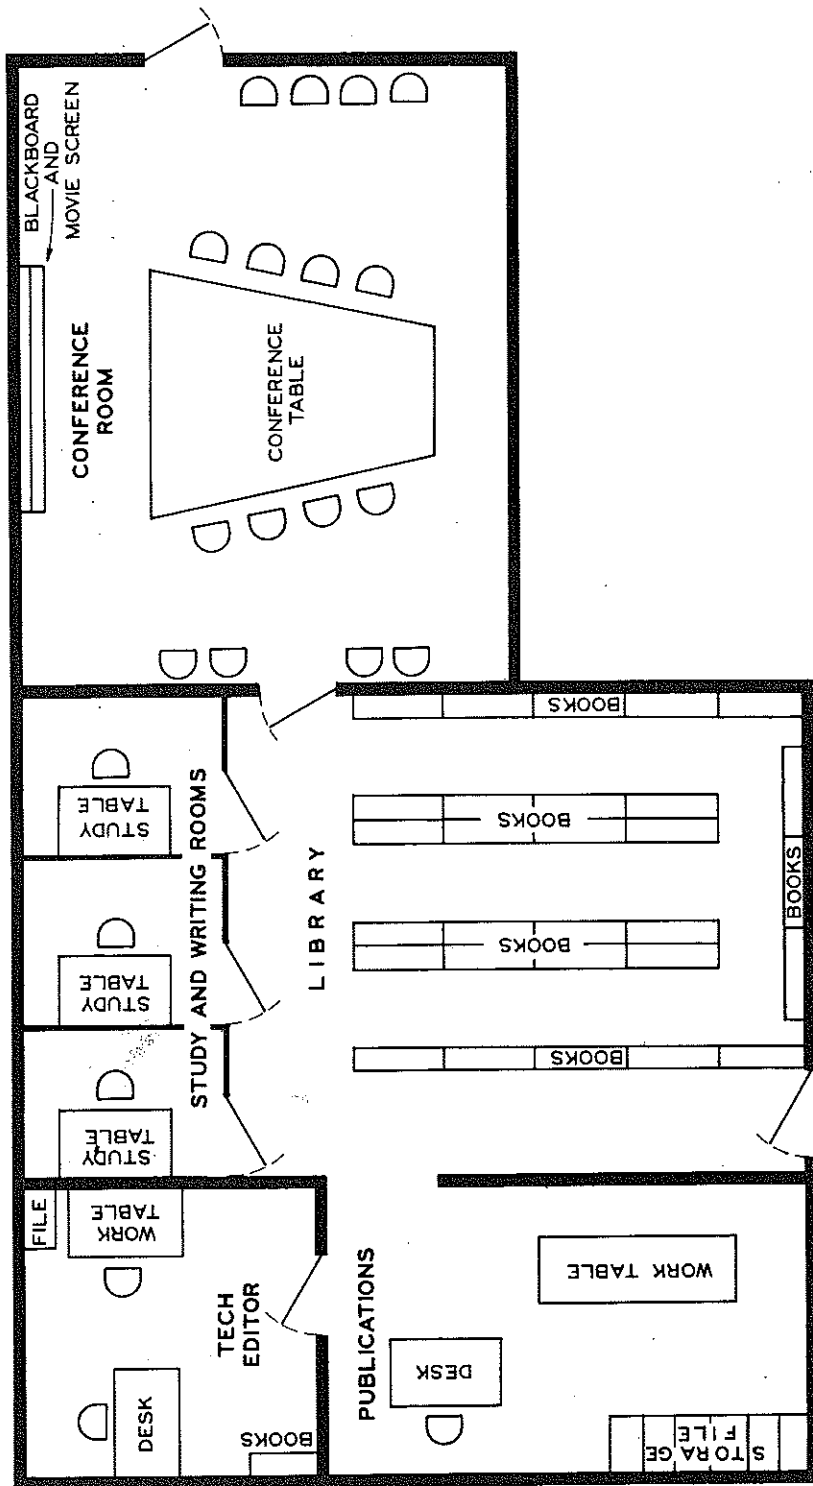 BLACKBOARD
AND
MOVIE SCREEN
CONFERENCE
ROOM
CONFERENCE
TABLE
STUDY
TABLE
STUDY
TABLE
STUDY
TABLE
STUDY AND WRITING ROOMS
LIBRARY
BOOKS
BOOKS
BOOKS
BOOKS
BOOKS
FILE
WORK
TABLE
TECH
EDITOR
DESK
BOOKS
PUBLICATIONS
WORK TABLE
DESK
STORAGE
FILE